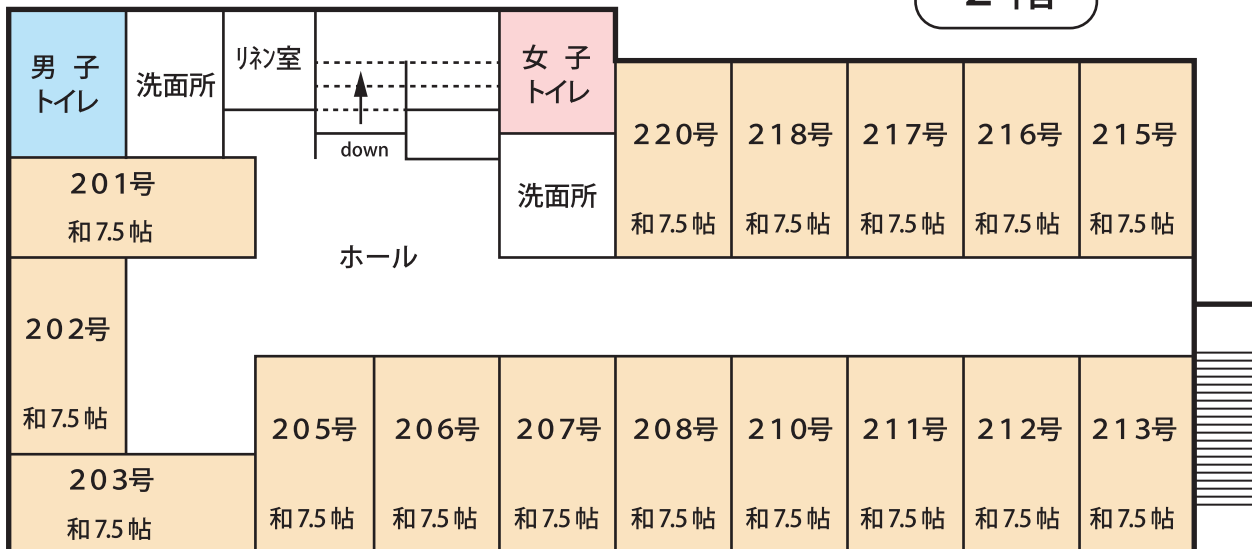 男子
トイレ
洗面所
リネン室
down
女子
トイレ
洗面所
ホール
201号
和7.5帖
202号
和7.5帖
203号
和7.5帖
220号
和7.5帖
218号
和7.5帖
217号
和7.5帖
216号
和7.5帖
215号
和7.5帖
205号
和7.5帖
206号
和7.5帖
207号
和7.5帖
208号
和7.5帖
210号
和7.5帖
211号
和7.5帖
212号
和7.5帖
213号
和7.5帖